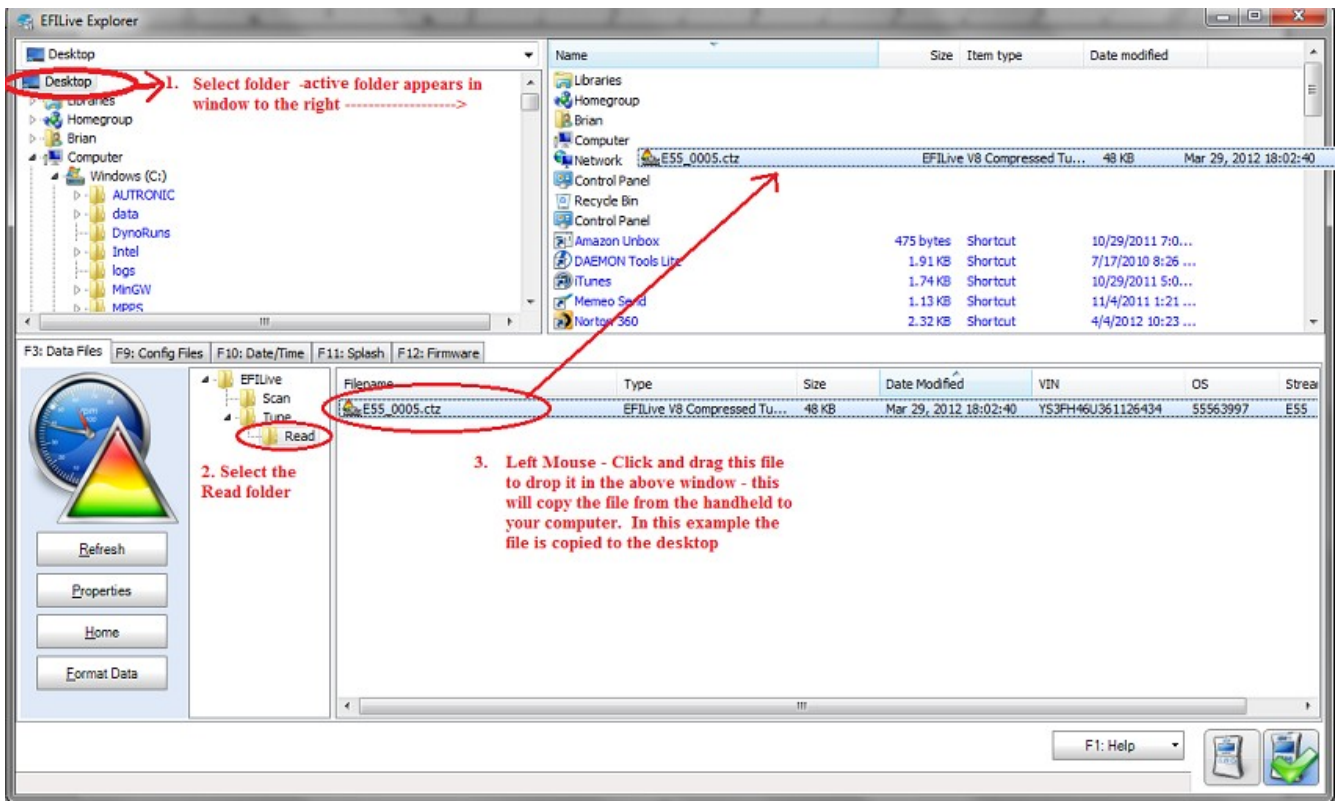 EFILive Explorer
Desktop
Desktop
1. Select folder -active folder appears in
window to the right ------------------->
Libraries
Homegroup
Brian
Computer
Windows (C:)
AUTRONIC
data
DynoRuns
Intel
logs
MinGW
MPPS
Name Size Item type Date modified
Libraries
Homegroup
Brian
Computer
Network E55_0005.ctz EFILive V8 Compressed Tu... 48 KB Mar 29, 2012 18:02:40
Control Panel
Recycle Bin
Control Panel
Amazon Unbox 475 bytes Shortcut 10/29/2011 7:0...
DAEMON Tools Lite 1.91 KB Shortcut 7/17/2010 8:26 ...
iTunes 1.74 KB Shortcut 10/29/2011 5:0...
Memeo Send 1.13 KB Shortcut 11/4/2011 1:21 ...
Norton 360 2.32 KB Shortcut 4/4/2012 10:23 ...
F3: Data Files F9: Config Files F10: Date/Time F11: Splash F12: Firmware
Refresh
Properties
Home
Format Data
EFILive
Scan
Tune
Read
2. Select the
Read folder
Filename Type Size Date Modified VIN OS Strea
E55_0005.ctz EFILive V8 Compressed Tu... 48 KB Mar 29, 2012 18:02:40 YS3FH46U361126434 55563997 E55
3. Left Mouse - Click and drag this file
to drop it in the above window - this
will copy the file from the handheld to
your computer. In this example the
file is copied to the desktop
F1: Help